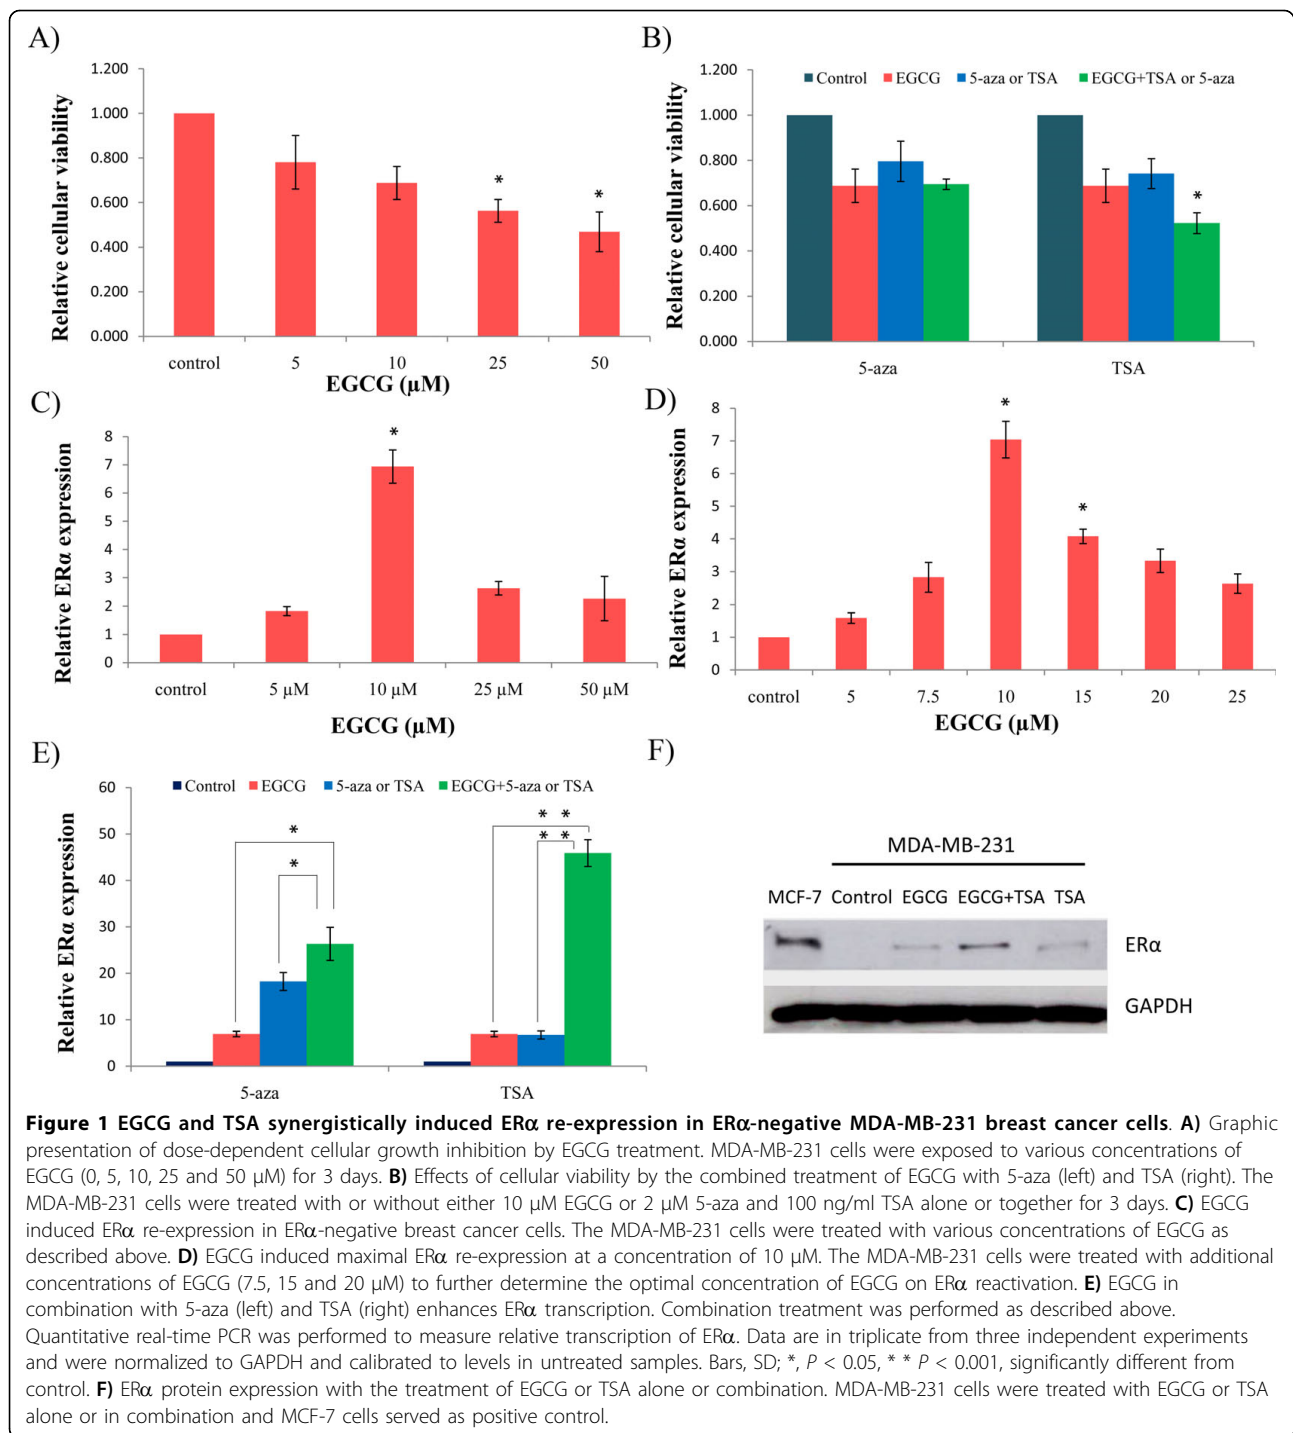 A)
1.200
1.000
0.800
0.600
0.400
0.200
0.000
Relative cellular viability
*
*
control
5
10
25
50
EGCG (µM)
B)
1.200
1.000
0.800
0.600
0.400
0.200
0.000
Relative cellular viability
Control
EGCG
5-aza or TSA
EGCG+TSA or 5-aza
*
5-aza
TSA
C)
8
7
6
5
4
3
2
1
0
Relative ERα expression
*
control
5 µM
10 µM
25 µM
50 µM
EGCG (µM)
D)
8
7
6
5
4
3
2
1
0
Relative ERα expression
*
*
control
5
7.5
10
15
20
25
EGCG (µM)
E)
60
50
40
30
20
10
0
Relative ERα expression
Control
EGCG
5-aza or TSA
EGCG+5-aza or TSA
*
*
* *
* *
5-aza
TSA
F)
MDA-MB-231
MCF-7 Control EGCG EGCG+TSA TSA
ERα
GAPDH
Figure 1 EGCG and TSA synergistically induced ERα re-expression in ERα-negative MDA-MB-231 breast cancer cells. A) Graphic
presentation of dose-dependent cellular growth inhibition by EGCG treatment. MDA-MB-231 cells were exposed to various concentrations of
EGCG (0, 5, 10, 25 and 50 µM) for 3 days. B) Effects of cellular viability by the combined treatment of EGCG with 5-aza (left) and TSA (right). The
MDA-MB-231 cells were treated with or without either 10 µM EGCG or 2 µM 5-aza and 100 ng/ml TSA alone or together for 3 days. C) EGCG
induced ERα re-expression in ERα-negative breast cancer cells. The MDA-MB-231 cells were treated with various concentrations of EGCG as
described above. D) EGCG induced maximal ERα re-expression at a concentration of 10 µM. The MDA-MB-231 cells were treated with additional
concentrations of EGCG (7.5, 15 and 20 µM) to further determine the optimal concentration of EGCG on ERα reactivation. E) EGCG in
combination with 5-aza (left) and TSA (right) enhances ERα transcription. Combination treatment was performed as described above.
Quantitative real-time PCR was performed to measure relative transcription of ERα. Data are in triplicate from three independent experiments
and were normalized to GAPDH and calibrated to levels in untreated samples. Bars, SD; *, P < 0.05, * * P < 0.001, significantly different from
control. F) ERα protein expression with the treatment of EGCG or TSA alone or combination. MDA-MB-231 cells were treated with EGCG or TSA
alone or in combination and MCF-7 cells served as positive control.